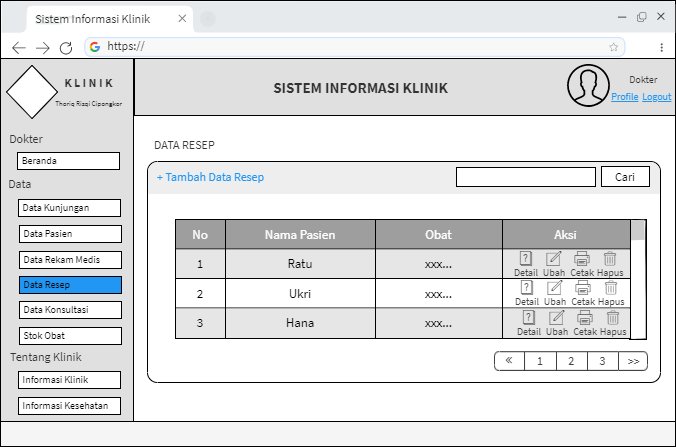 Sistem Informasi Klinik
https://
KLINIK
Thoriq Rizqi Cipongkor
SISTEM INFORMASI KLINIK
Dokter
Profile Logout
Dokter
Beranda
Data
Data Kunjungan
Data Pasien
Data Rekam Medis
Data Resep
Data Konsultasi
Stok Obat
Tentang Klinik
Informasi Klinik
Informasi Kesehatan
DATA RESEP
+ Tambah Data Resep
Cari
No Nama Pasien Obat Aksi
1 Ratu xxx... Detail Ubah Cetak Hapus
2 Ukri xxx... Detail Ubah Cetak Hapus
3 Hana xxx... Detail Ubah Cetak Hapus
« 1 2 3 >>